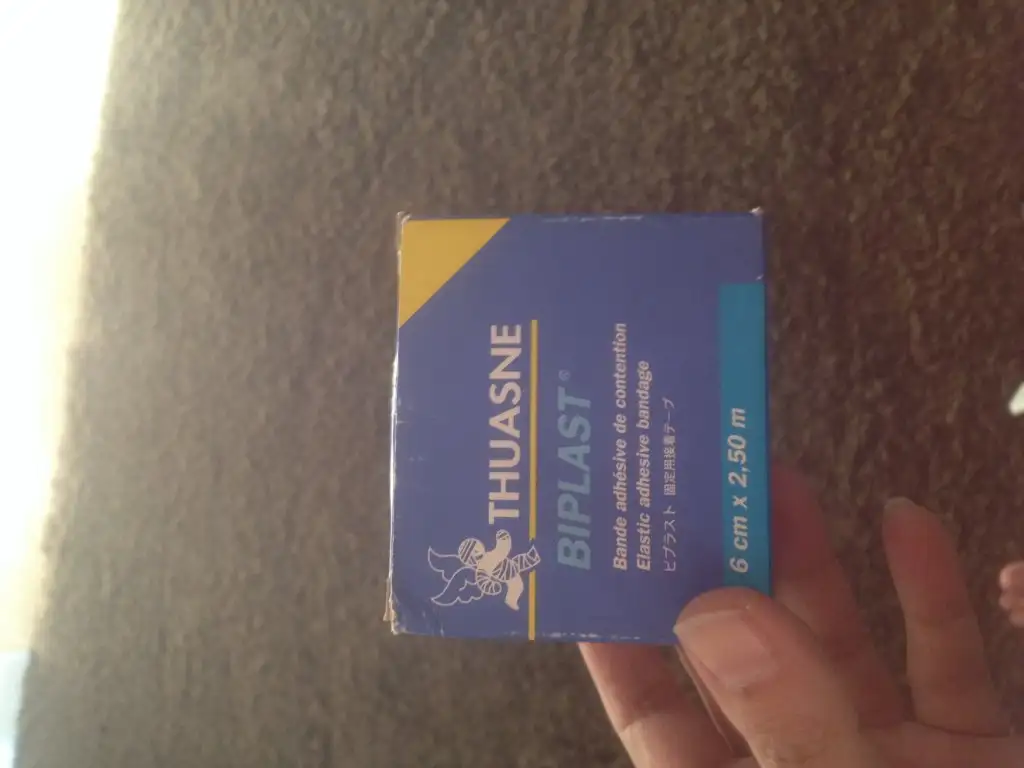 THUASNE
BIPLAST®
Bande adhésive de contention
Elastic adhesive bandage
ビプラスト 固定用接着テープ
6 cm x 2,50 m